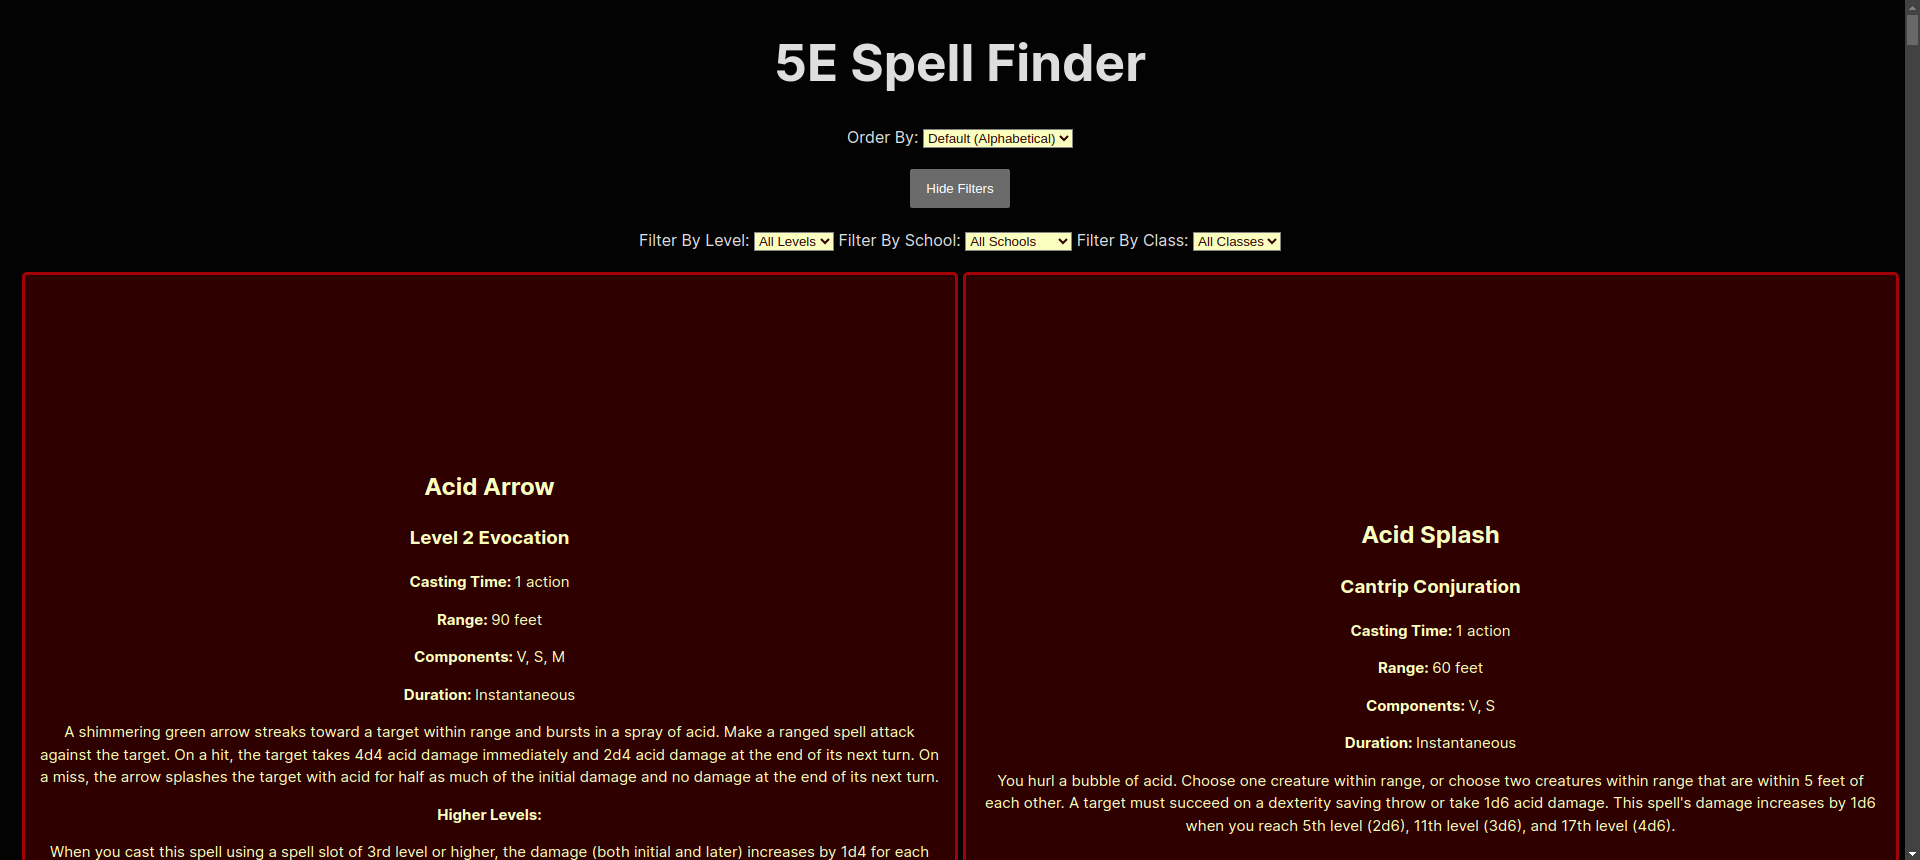 5E Spell Finder
Order By: Default (Alphabetical)
Hide Filters
Filter By Level: All Levels Filter By School: All Schools Filter By Class: All Classes
Acid Arrow
Level 2 Evocation
Casting Time: 1 action
Range: 90 feet
Components: V, S, M
Duration: Instantaneous
A shimmering green arrow streaks toward a target within range and bursts in a spray of acid. Make a ranged spell attack
against the target. On a hit, the target takes 4d4 acid damage immediately and 2d4 acid damage at the end of its next turn. On
a miss, the arrow splashes the target with acid for half as much of the initial damage and no damage at the end of its next turn.
Higher Levels:
When you cast this spell using a spell slot of 3rd level or higher, the damage (both initial and later) increases by 1d4 for each
Acid Splash
Cantrip Conjuration
Casting Time: 1 action
Range: 60 feet
Components: V, S
Duration: Instantaneous
You hurl a bubble of acid. Choose one creature within range, or choose two creatures within range that are within 5 feet of
each other. A target must succeed on a dexterity saving throw or take 1d6 acid damage. This spell's damage increases by 1d6
when you reach 5th level (2d6), 11th level (3d6), and 17th level (4d6).